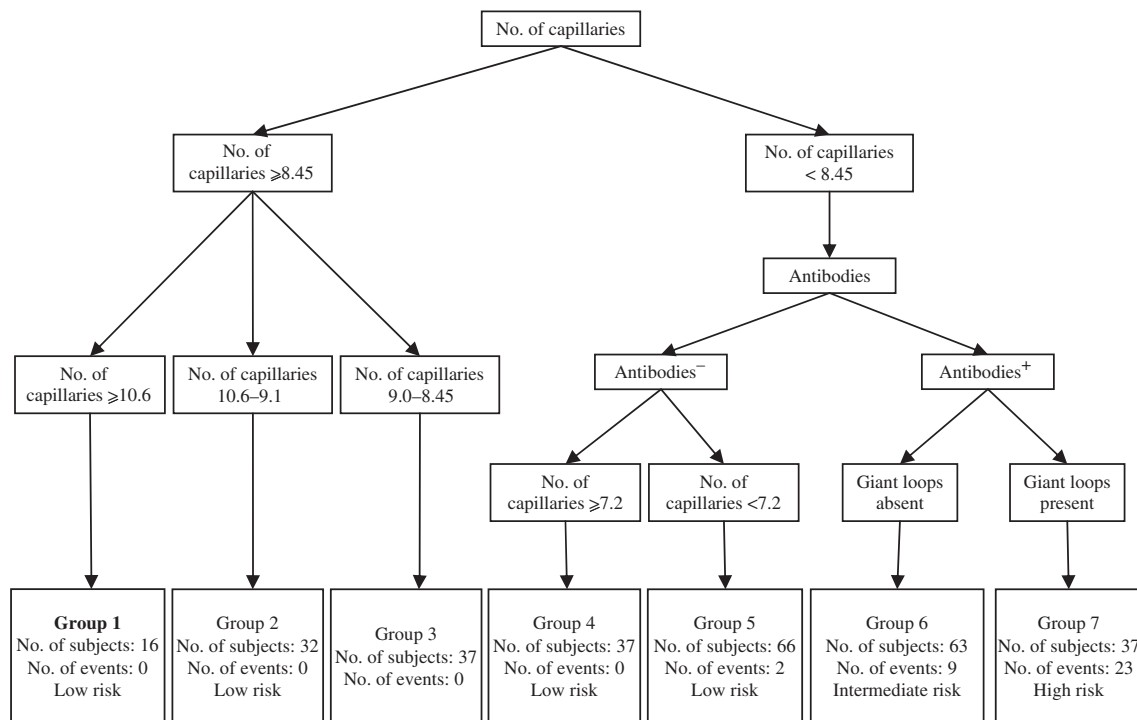 No. of capillaries
No. of
capillaries ⩾8.45
No. of capillaries
< 8.45
Antibodies
No. of
capillaries ⩾10.6
No. of capillaries
10.6–9.1
No. of capillaries
9.0–8.45
Antibodies⁻
Antibodies⁺
No. of
capillaries ⩾7.2
No. of
capillaries <7.2
Giant loops
absent
Giant loops
present
Group 1
No. of subjects: 16
No. of events: 0
Low risk
Group 2
No. of subjects: 32
No. of events: 0
Low risk
Group 3
No. of subjects: 37
No. of events: 0
Group 4
No. of subjects: 37
No. of events: 0
Low risk
Group 5
No. of subjects: 66
No. of events: 2
Low risk
Group 6
No. of subjects: 63
No. of events: 9
Intermediate risk
Group 7
No. of subjects: 37
No. of events: 23
High risk